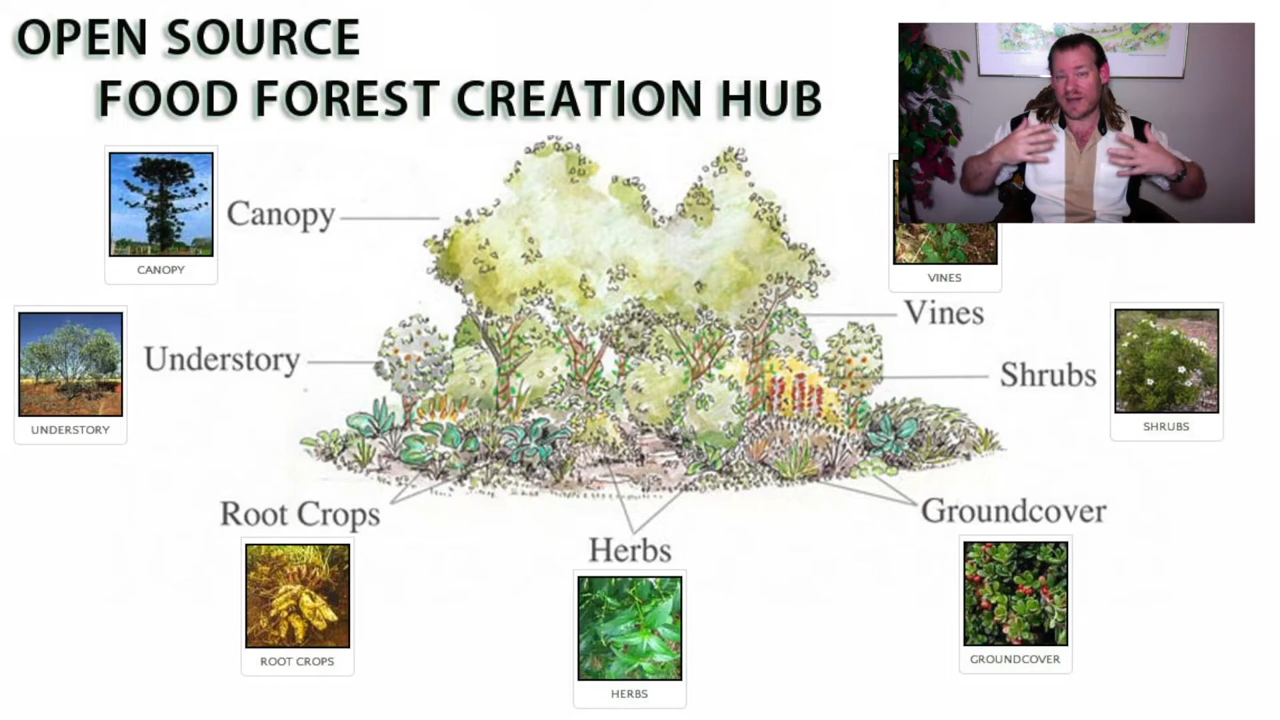 OPEN SOURCE
FOOD FOREST CREATION HUB
CANOPY
Canopy
VINES
Vines
UNDERSTORY
Understory
Shrubs
SHRUBS
Root Crops
Groundcover
Herbs
ROOT CROPS
HERBS
GROUNDCOVER